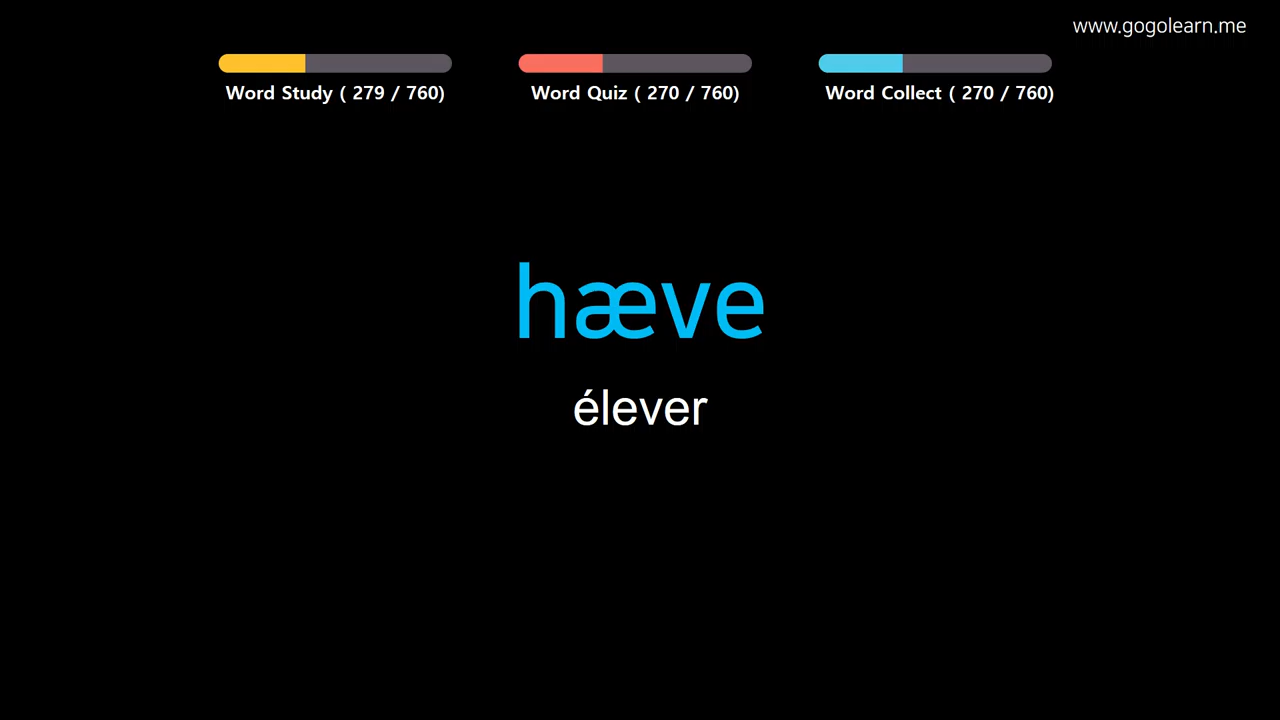 www.gogolearn.me
Word Study ( 279 / 760)
Word Quiz ( 270 / 760)
Word Collect ( 270 / 760)
hæve
élever